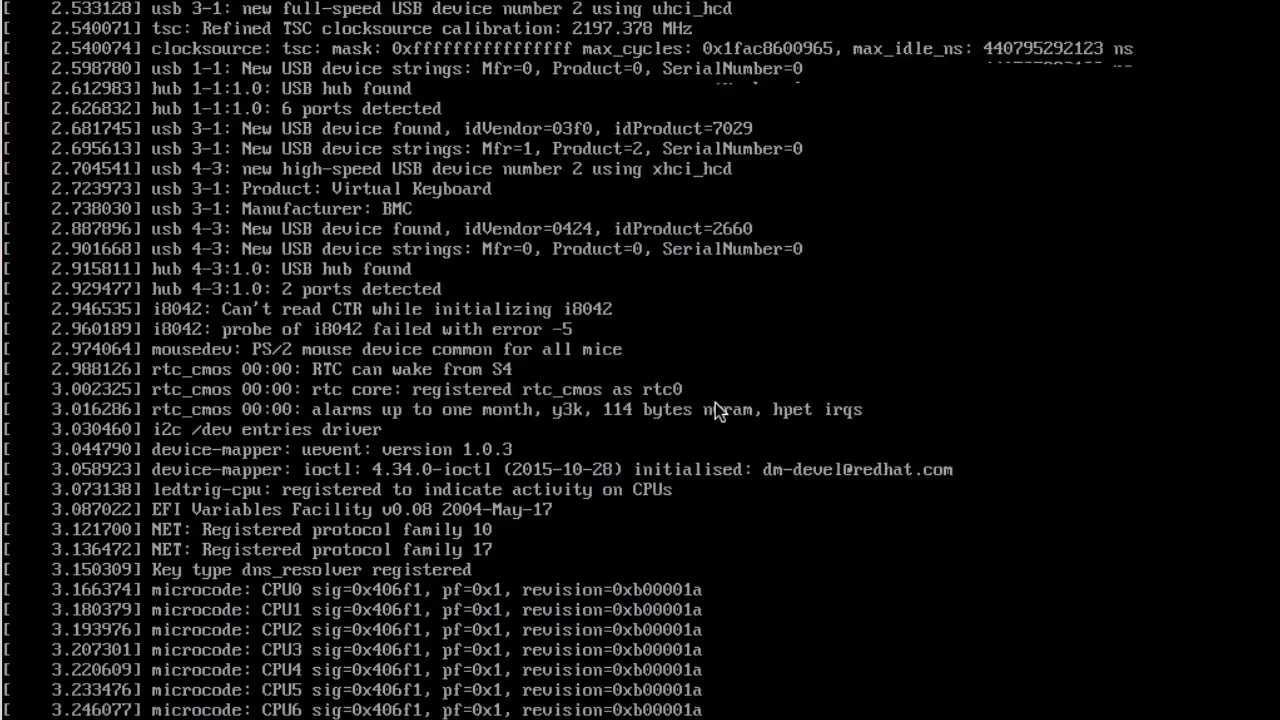 [    2.533128] usb 3-1: new full-speed USB device number 2 using uhci_hcd
[    2.540071] tsc: Refined TSC clocksource calibration: 2197.378 MHz
[    2.540074] clocksource: tsc: mask: 0xffffffffffffffff max_cycles: 0x1fac8600965, max_idle_ns: 440795292123 ns
[    2.598780] usb 1-1: New USB device strings: Mfr=0, Product=0, SerialNumber=0
[    2.612983] hub 1-1:1.0: USB hub found
[    2.626832] hub 1-1:1.0: 6 ports detected
[    2.681745] usb 3-1: New USB device found, idVendor=03f0, idProduct=7029
[    2.695613] usb 3-1: New USB device strings: Mfr=1, Product=2, SerialNumber=0
[    2.704541] usb 4-3: new high-speed USB device number 2 using xhci_hcd
[    2.723973] usb 3-1: Product: Virtual Keyboard
[    2.738030] usb 3-1: Manufacturer: BMC
[    2.887896] usb 4-3: New USB device found, idVendor=0424, idProduct=2660
[    2.901668] usb 4-3: New USB device strings: Mfr=0, Product=0, SerialNumber=0
[    2.915811] hub 4-3:1.0: USB hub found
[    2.929477] hub 4-3:1.0: 2 ports detected
[    2.946535] i8042: Can't read CTR while initializing i8042
[    2.960189] i8042: probe of i8042 failed with error -5
[    2.974064] mousedev: PS/2 mouse device common for all mice
[    2.988126] rtc_cmos 00:00: RTC can wake from S4
[    3.002325] rtc_cmos 00:00: rtc core: registered rtc_cmos as rtc0
[    3.016286] rtc_cmos 00:00: alarms up to one month, y3k, 114 bytes nvram, hpet irqs
[    3.030460] i2c /dev entries driver
[    3.044790] device-mapper: uevent: version 1.0.3
[    3.058923] device-mapper: ioctl: 4.34.0-ioctl (2015-10-28) initialised: dm-devel@redhat.com
[    3.073138] ledtrig-cpu: registered to indicate activity on CPUs
[    3.087022] EFI Variables Facility v0.08 2004-May-17
[    3.121700] NET: Registered protocol family 10
[    3.136472] NET: Registered protocol family 17
[    3.150309] Key type dns_resolver registered
[    3.166374] microcode: CPU0 sig=0x406f1, pf=0x1, revision=0xb00001a
[    3.180379] microcode: CPU1 sig=0x406f1, pf=0x1, revision=0xb00001a
[    3.193976] microcode: CPU2 sig=0x406f1, pf=0x1, revision=0xb00001a
[    3.207301] microcode: CPU3 sig=0x406f1, pf=0x1, revision=0xb00001a
[    3.220609] microcode: CPU4 sig=0x406f1, pf=0x1, revision=0xb00001a
[    3.233476] microcode: CPU5 sig=0x406f1, pf=0x1, revision=0xb00001a
[    3.246077] microcode: CPU6 sig=0x406f1, pf=0x1, revision=0xb00001a